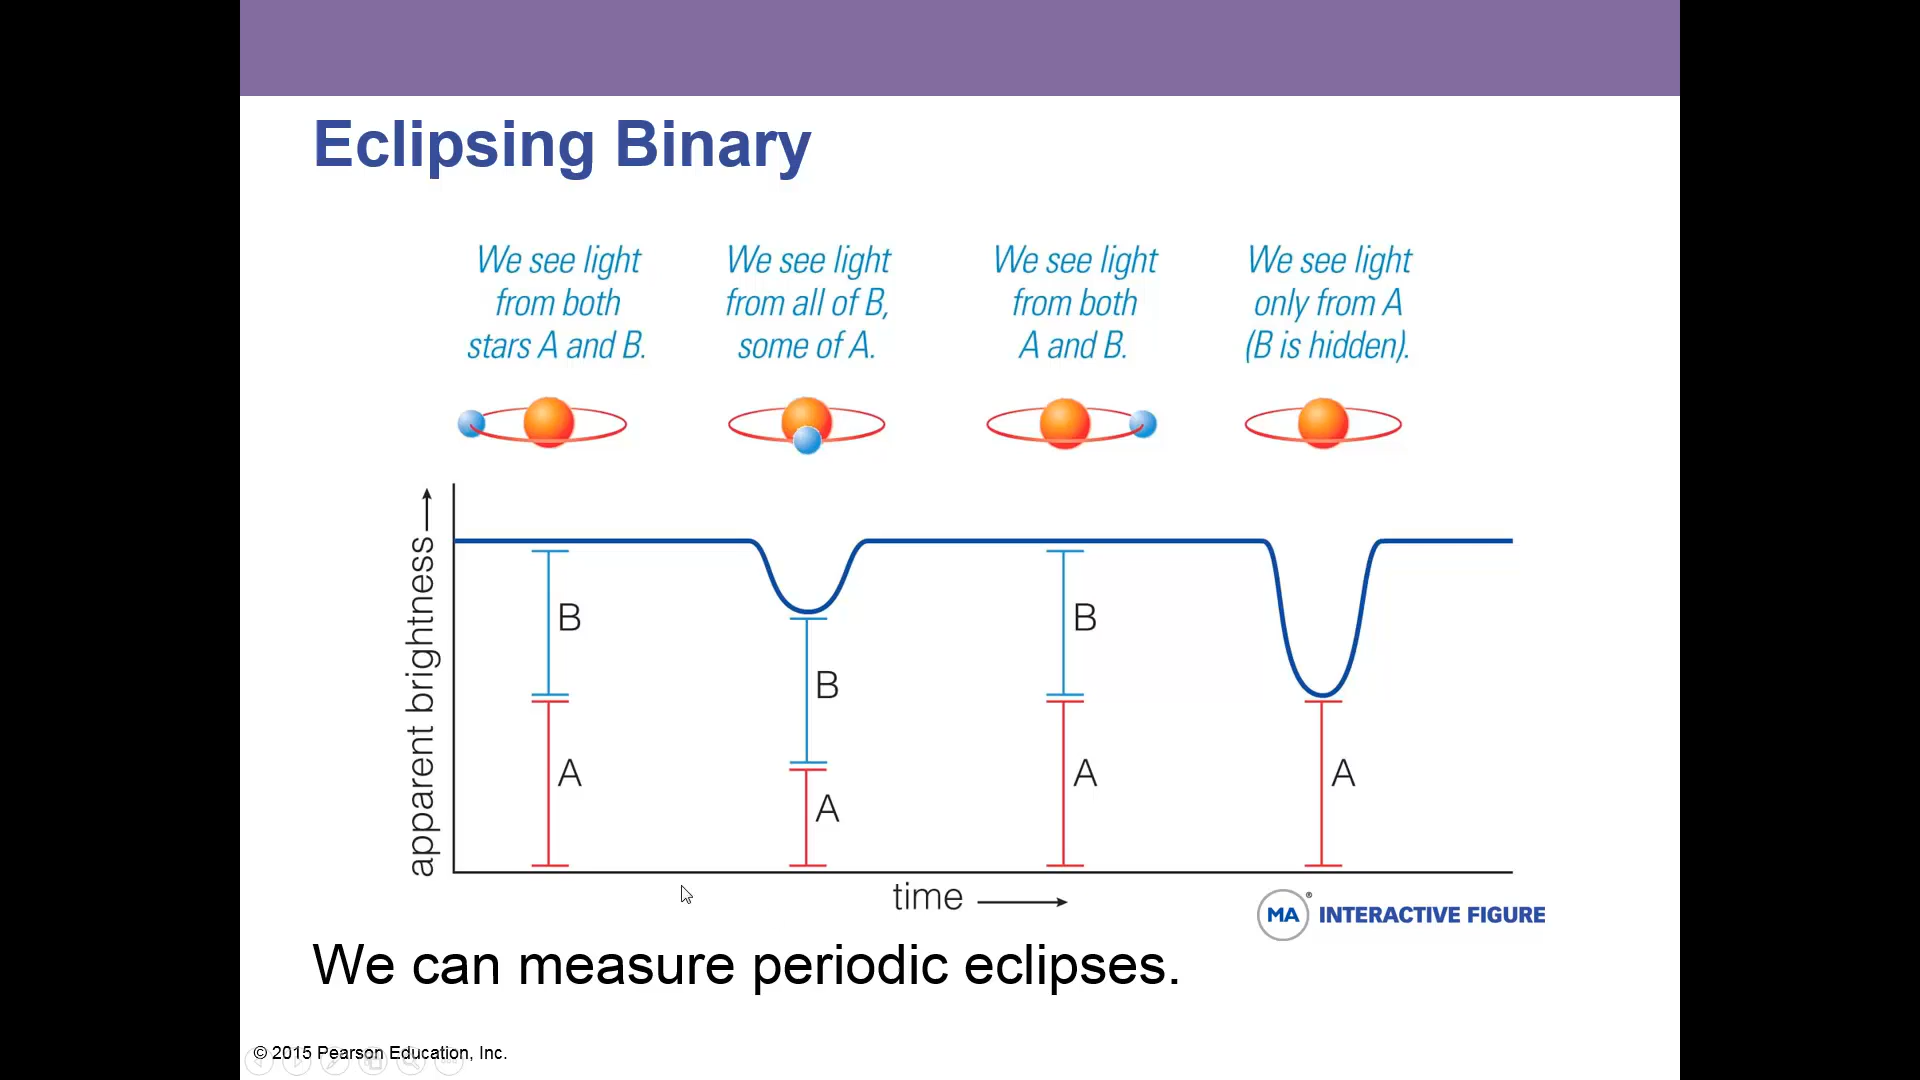 Eclipsing Binary
We see light
from both
stars A and B.
We see light
from all of B,
some of A.
We see light
from both
A and B.
We see light
only from A
(B is hidden).
apparent brightness
B
A
B
A
B
A
A
time
MA® INTERACTIVE FIGURE
We can measure periodic eclipses.
© 2015 Pearson Education, Inc.